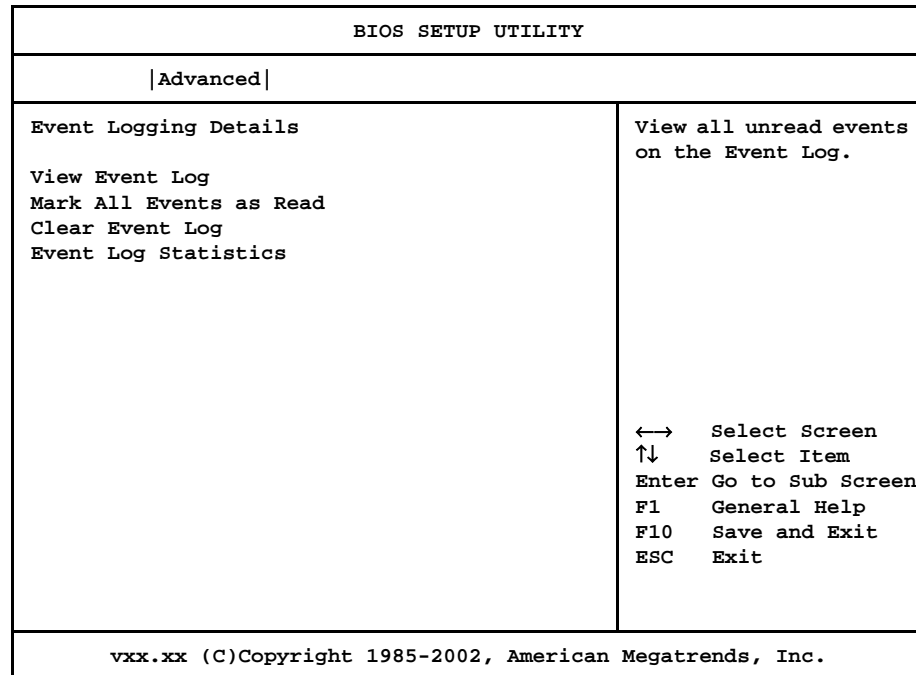 BIOS SETUP UTILITY
|Advanced|
Event Logging Details
View Event Log
Mark All Events as Read
Clear Event Log
Event Log Statistics
View all unread events
on the Event Log.
←→ Select Screen
↑↓ Select Item
Enter Go to Sub Screen
F1 General Help
F10 Save and Exit
ESC Exit
vxx.xx (C)Copyright 1985-2002, American Megatrends, Inc.